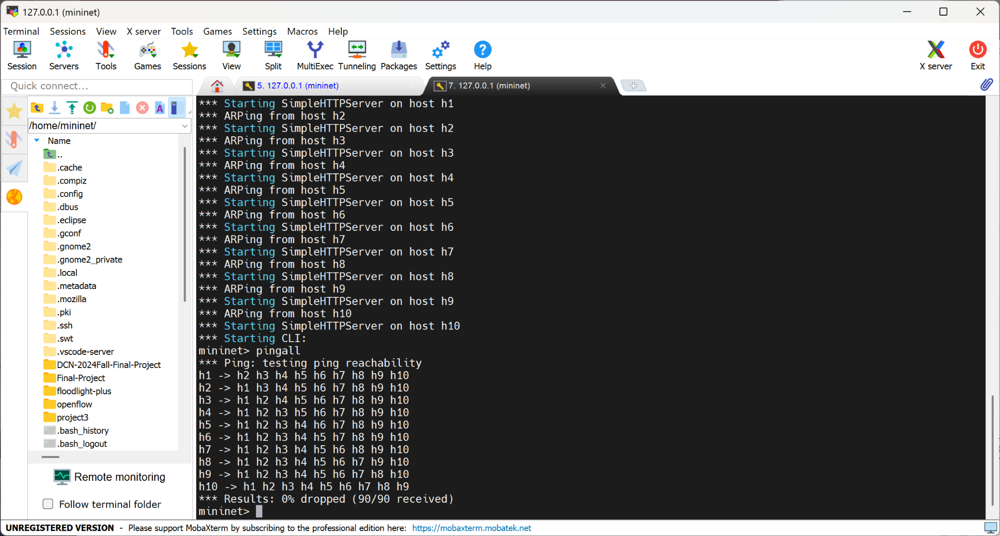 127.0.0.1 (mininet)
Terminal Sessions View X server Tools Games Settings Macros Help
Session Servers Tools Games Sessions View Split MultiExec Tunneling Packages Settings Help X server Exit
Quick connect...
5. 127.0.0.1 (mininet)
7. 127.0.0.1 (mininet)
/home/mininet/
Name
..
.cache
.compiz
.config
.dbus
.eclipse
.gconf
.gnome2
.gnome2_private
.local
.metadata
.mozilla
.pki
.ssh
.swt
.vscode-server
DCN-2024Fall-Final-Project
Final-Project
floodlight-plus
openflow
project3
.bash_history
.bash_logout
Remote monitoring
Follow terminal folder
*** Starting SimpleHTTPServer on host h1
*** ARPing from host h2
*** Starting SimpleHTTPServer on host h2
*** ARPing from host h3
*** Starting SimpleHTTPServer on host h3
*** ARPing from host h4
*** Starting SimpleHTTPServer on host h4
*** ARPing from host h5
*** Starting SimpleHTTPServer on host h5
*** ARPing from host h6
*** Starting SimpleHTTPServer on host h6
*** ARPing from host h7
*** Starting SimpleHTTPServer on host h7
*** ARPing from host h8
*** Starting SimpleHTTPServer on host h8
*** ARPing from host h9
*** Starting SimpleHTTPServer on host h9
*** ARPing from host h10
*** Starting SimpleHTTPServer on host h10
*** Starting CLI:
mininet> pingall
*** Ping: testing ping reachability
h1 -> h2 h3 h4 h5 h6 h7 h8 h9 h10
h2 -> h1 h3 h4 h5 h6 h7 h8 h9 h10
h3 -> h1 h2 h4 h5 h6 h7 h8 h9 h10
h4 -> h1 h2 h3 h5 h6 h7 h8 h9 h10
h5 -> h1 h2 h3 h4 h6 h7 h8 h9 h10
h6 -> h1 h2 h3 h4 h5 h7 h8 h9 h10
h7 -> h1 h2 h3 h4 h5 h6 h8 h9 h10
h8 -> h1 h2 h3 h4 h5 h6 h7 h9 h10
h9 -> h1 h2 h3 h4 h5 h6 h7 h8 h10
h10 -> h1 h2 h3 h4 h5 h6 h7 h8 h9
*** Results: 0% dropped (90/90 received)
mininet>
UNREGISTERED VERSION - Please support MobaXterm by subscribing to the professional edition here: https://mobaxterm.mobatek.net